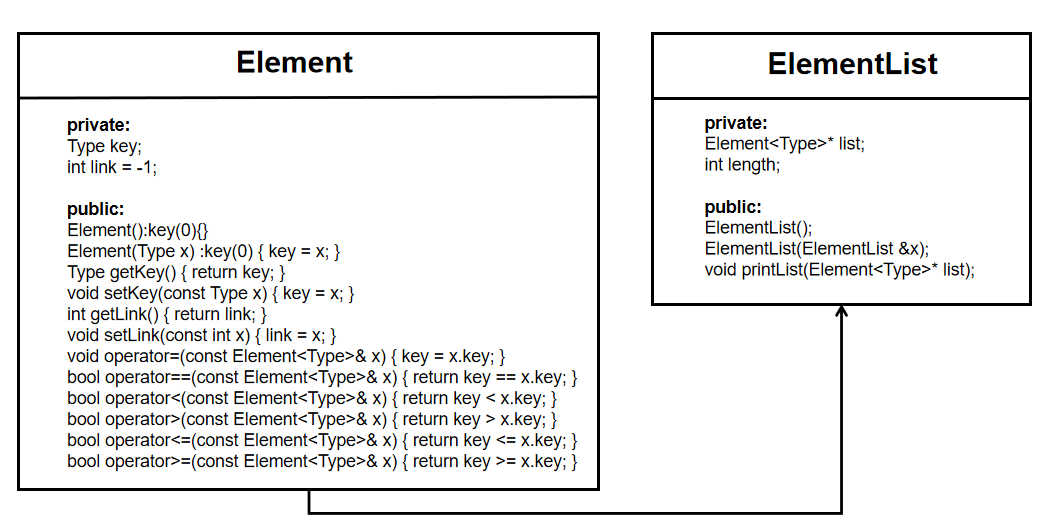 Element
private:
Type key;
int link = -1;
public:
Element():key(0){}
Element(Type x) :key(0) { key = x; }
Type getKey() { return key; }
void setKey(const Type x) { key = x; }
int getLink() { return link; }
void setLink(const int x) { link = x; }
void operator=(const Element<Type>& x) { key = x.key; }
bool operator==(const Element<Type>& x) { return key == x.key; }
bool operator<(const Element<Type>& x) { return key < x.key; }
bool operator>(const Element<Type>& x) { return key > x.key; }
bool operator<=(const Element<Type>& x) { return key <= x.key; }
bool operator>=(const Element<Type>& x) { return key >= x.key; }
ElementList
private:
Element<Type>* list;
int length;
public:
ElementList();
ElementList(ElementList &x);
void printList(Element<Type>* list);